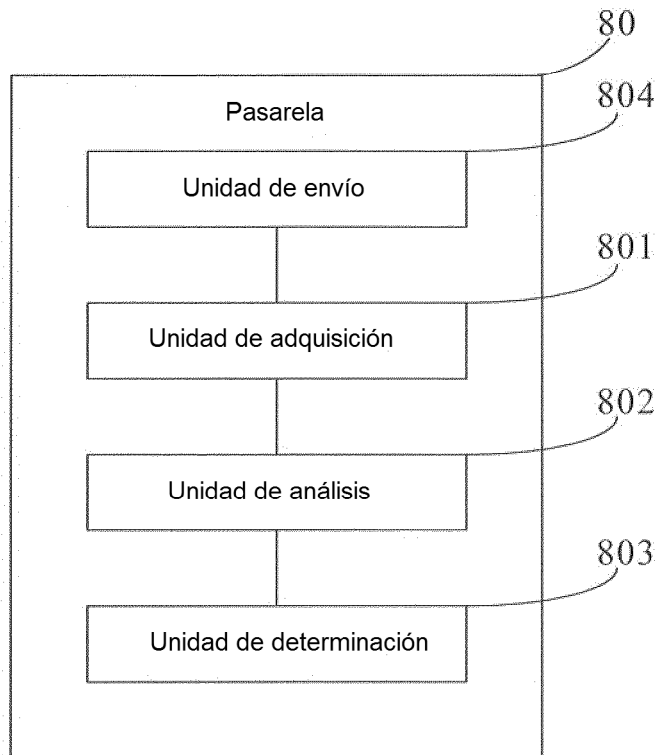 80
Pasarela
804
Unidad de envío
801
Unidad de adquisición
802
Unidad de análisis
803
Unidad de determinación